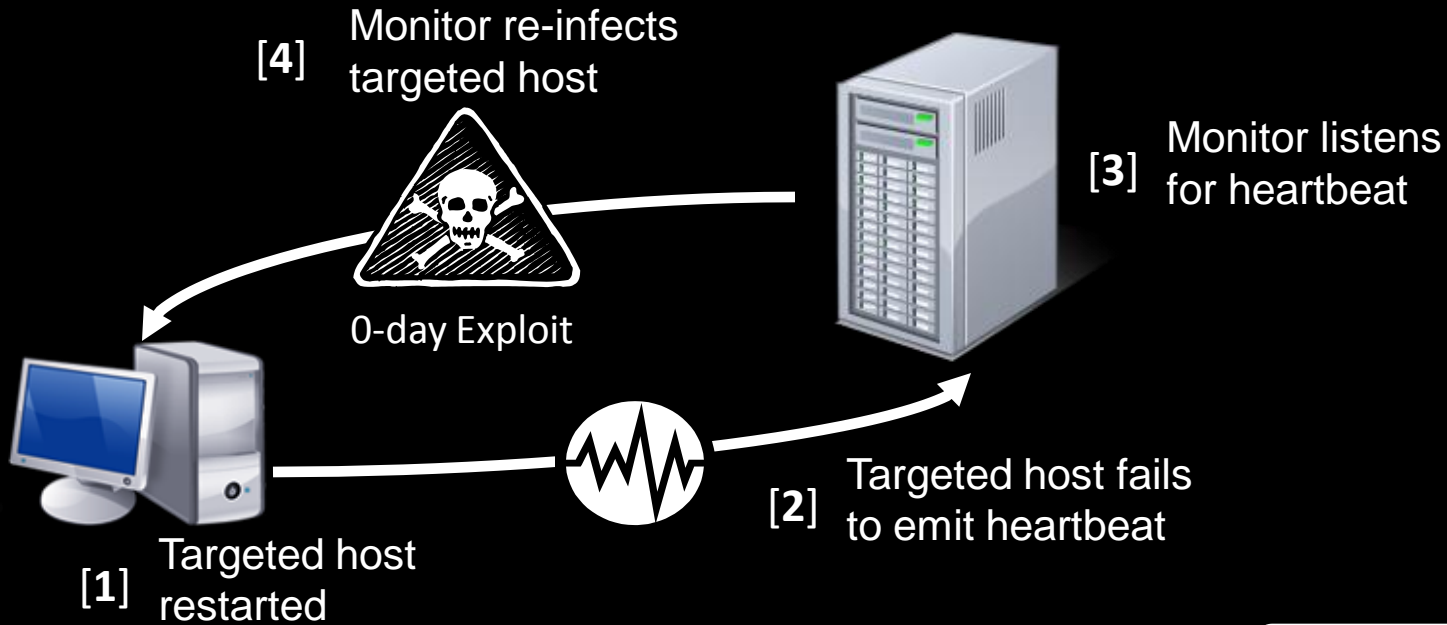 [4] Monitor re-infects
targeted host
0-day Exploit
[3] Monitor listens
for heartbeat
[2] Targeted host fails
to emit heartbeat
[1] Targeted host
restarted